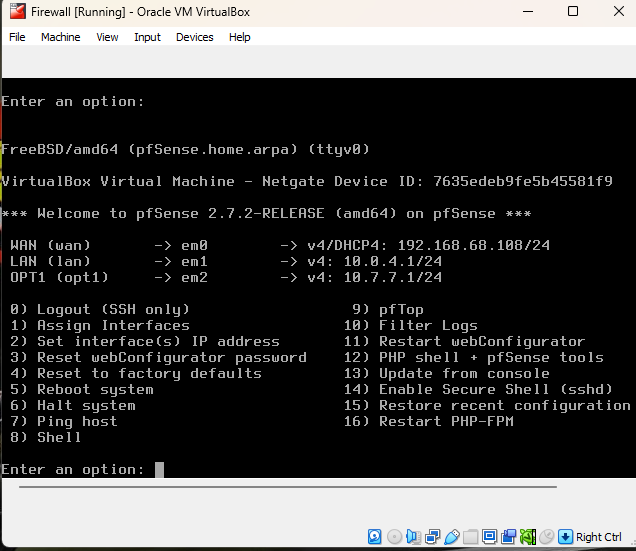 Firewall [Running] - Oracle VM VirtualBox
File Machine View Input Devices Help
Enter an option:
FreeBSD/amd64 (pfSense.home.arpa) (ttyv0)
VirtualBox Virtual Machine - Netgate Device ID: 7635edeb9fe5b45581f9
*** Welcome to pfSense 2.7.2-RELEASE (amd64) on pfSense ***
WAN (wan) -> em0 -> v4/DHCP4: 192.168.68.108/24
LAN (lan) -> em1 -> v4: 10.0.4.1/24
OPT1 (opt1) -> em2 -> v4: 10.7.7.1/24
0) Logout (SSH only) 9) pfTop
1) Assign Interfaces 10) Filter Logs
2) Set interface(s) IP address 11) Restart webConfigurator
3) Reset webConfigurator password 12) PHP shell + pfSense tools
4) Reset to factory defaults 13) Update from console
5) Reboot system 14) Enable Secure Shell (sshd)
6) Halt system 15) Restore recent configuration
7) Ping host 16) Restart PHP-FPM
8) Shell
Enter an option:
Right Ctrl